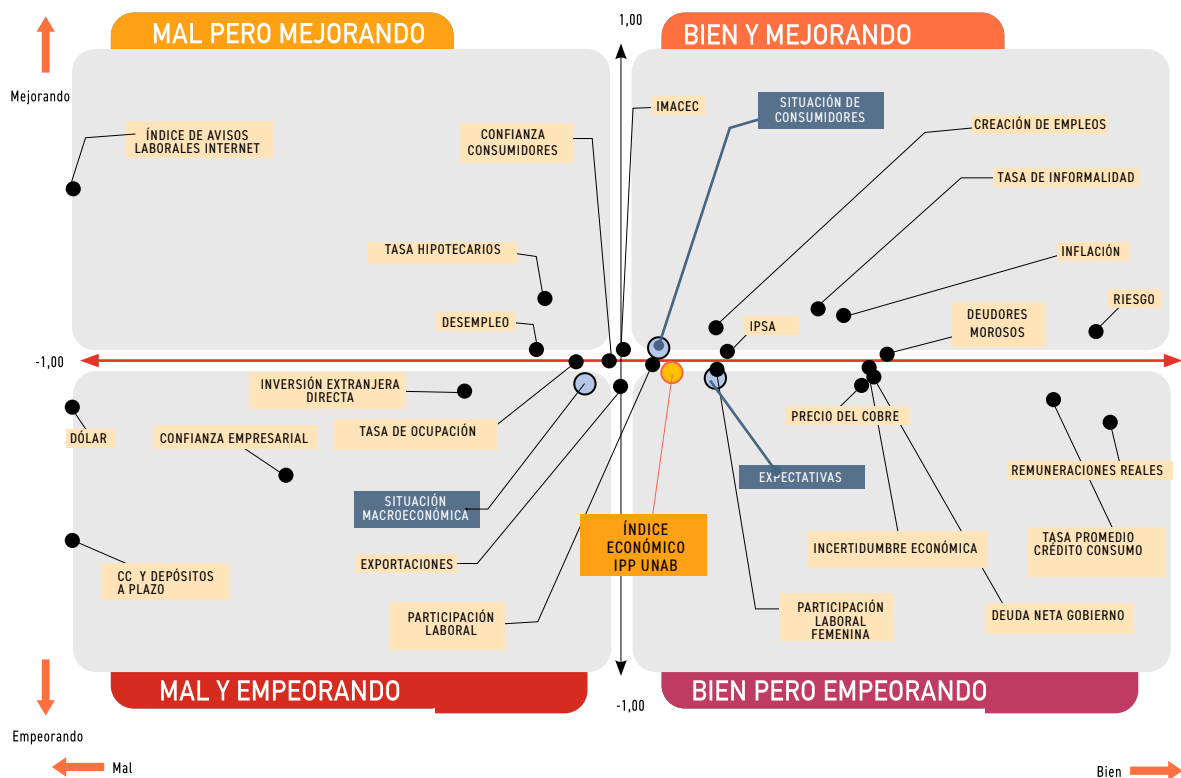 MAL PERO MEJORANDO
1,00
BIEN Y MEJORANDO
Mejorando
IMACEC
SITUACIÓN DE
CONSUMIDORES
ÍNDICE DE AVISOS
LABORALES INTERNET
CONFIANZA
CONSUMIDORES
CREACIÓN DE EMPLEOS
TASA DE INFORMALIDAD
TASA HIPOTECARIOS
INFLACIÓN
DESEMPLEO
IPSA
DEUDORES
MOROSOS
RIESGO
-1,00
INVERSIÓN EXTRANJERA
DIRECTA
DÓLAR
CONFIANZA EMPRESARIAL
TASA DE OCUPACIÓN
PRECIO DEL COBRE
SITUACIÓN
MACROECONÓMICA
EXPECTATIVAS
REMUNERACIONES REALES
ÍNDICE
ECONÓMICO
IPP UNAB
CC Y DEPÓSITOS
A PLAZO
EXPORTACIONES
INCERTIDUMBRE ECONÓMICA
TASA PROMEDIO
CRÉDITO CONSUMO
PARTICIPACIÓN
LABORAL
PARTICIPACIÓN
LABORAL
FEMENINA
DEUDA NETA GOBIERNO
MAL Y EMPEORANDO
-1,00
BIEN PERO EMPEORANDO
Empeorando
Mal
Bien